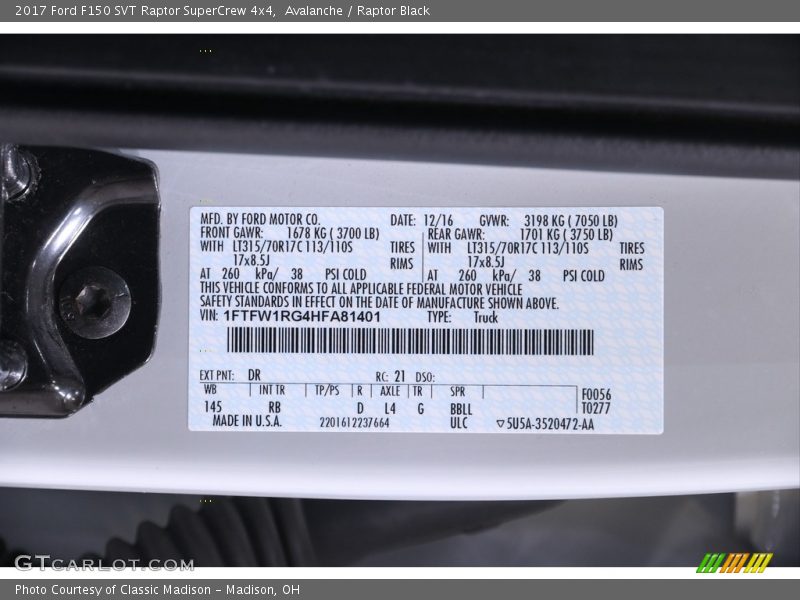 2017 Ford F150 SVT Raptor SuperCrew 4x4, Avalanche / Raptor Black
MFD. BY FORD MOTOR CO. DATE: 12/16 GVWR: 3198 KG ( 7050 LB)
FRONT GAWR: 1678 KG ( 3700 LB) REAR GAWR: 1701 KG ( 3750 LB)
WITH LT315/70R17C 113/110S TIRES WITH LT315/70R17C 113/110S TIRES
17x8.5J RIMS 17x8.5J RIMS
AT 260 kPa/ 38 PSI COLD AT 260 kPa/ 38 PSI COLD
THIS VEHICLE CONFORMS TO ALL APPLICABLE FEDERAL MOTOR VEHICLE
SAFETY STANDARDS IN EFFECT ON THE DATE OF MANUFACTURE SHOWN ABOVE.
VIN: 1FTFW1RG4HFA81401 TYPE: Truck
EXT PNT: DR RC: 21 DSO:
WB INT TR TP/PS R AXLE TR SPR F0056
145 RB D L4 G BBLL T0277
MADE IN U.S.A. 2201612237664 ULC ▽5U5A-3520472-AA
GTCARLOT.COM
Photo Courtesy of Classic Madison – Madison, OH